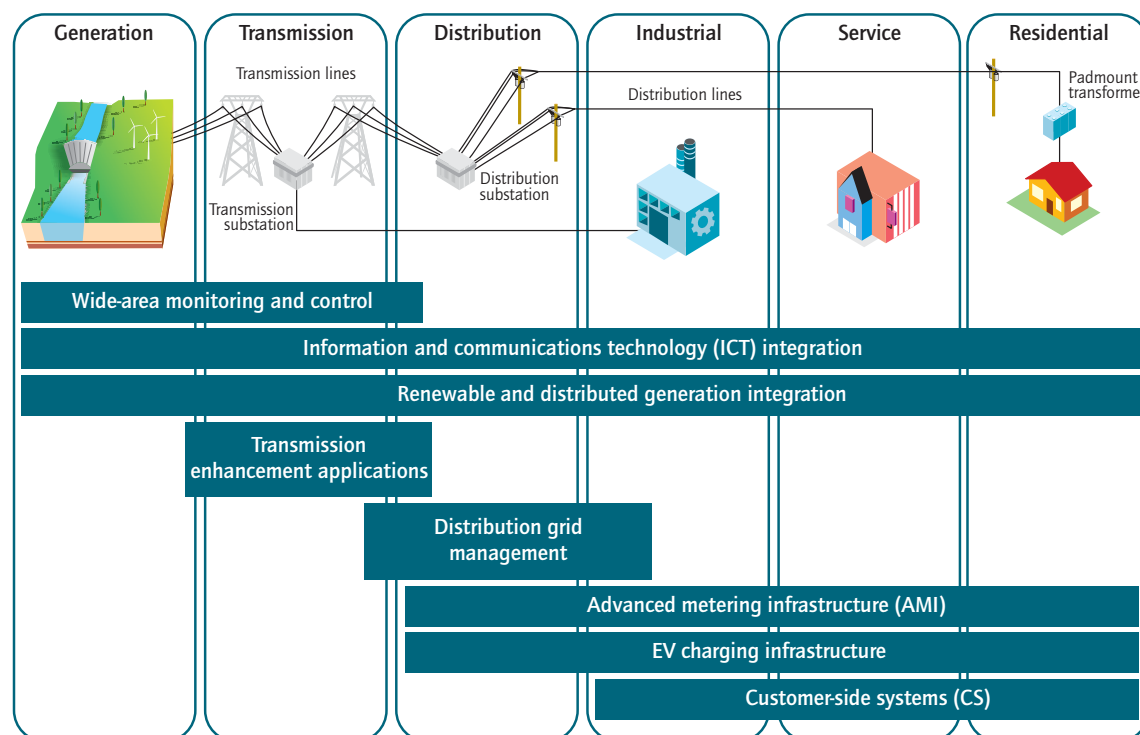 Generation
Transmission
Distribution
Industrial
Service
Residential
Transmission lines
Distribution lines
Padmount
transforme
Distribution
substation
Transmission
substation
Wide-area monitoring and control
Information and communications technology (ICT) integration
Renewable and distributed generation integration
Transmission
enhancement applications
Distribution grid
management
Advanced metering infrastructure (AMI)
EV charging infrastructure
Customer-side systems (CS)